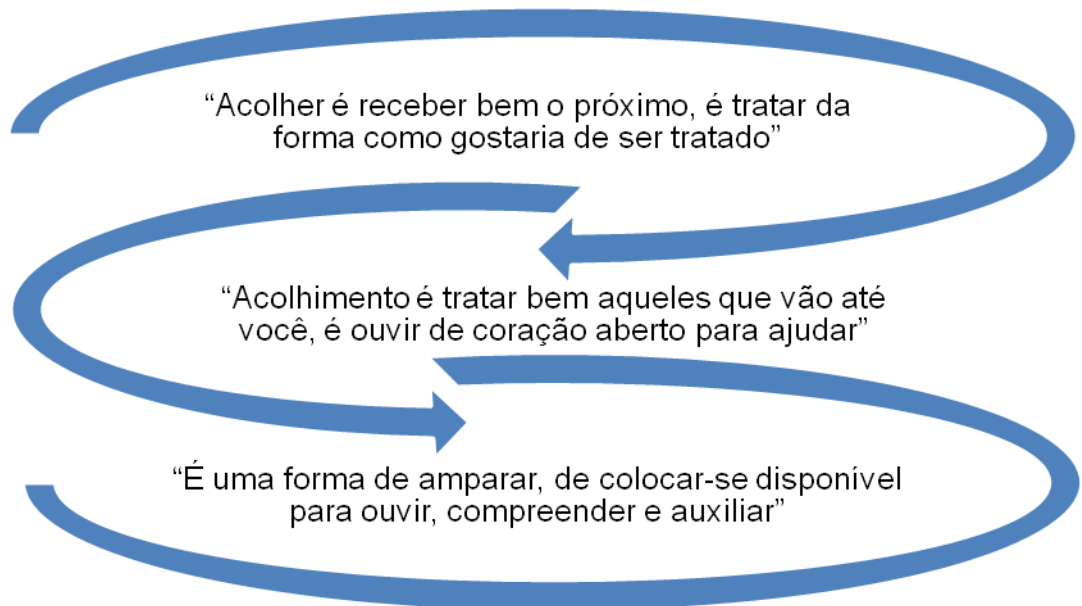 “Acolher é receber bem o próximo, é tratar da
forma como gostaria de ser tratado”
“Acolhimento é tratar bem aqueles que vão até
você, é ouvir de coração aberto para ajudar”
“É uma forma de amparar, de colocar-se disponível
para ouvir, compreender e auxiliar”